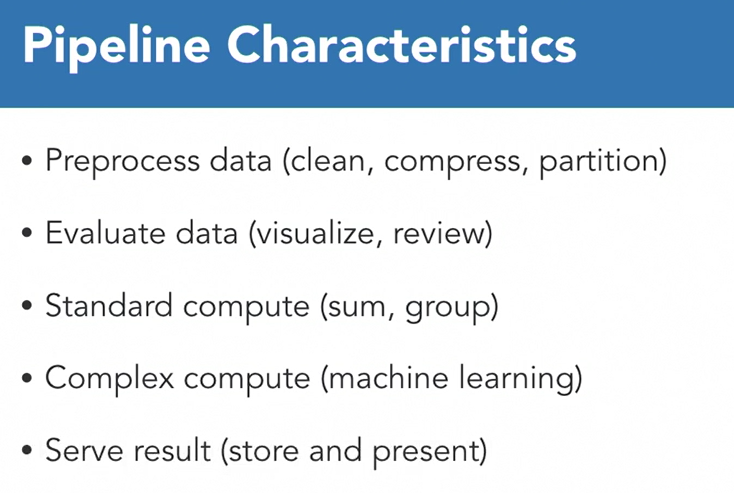 Pipeline Characteristics
• Preprocess data (clean, compress, partition)
• Evaluate data (visualize, review)
• Standard compute (sum, group)
• Complex compute (machine learning)
• Serve result (store and present)